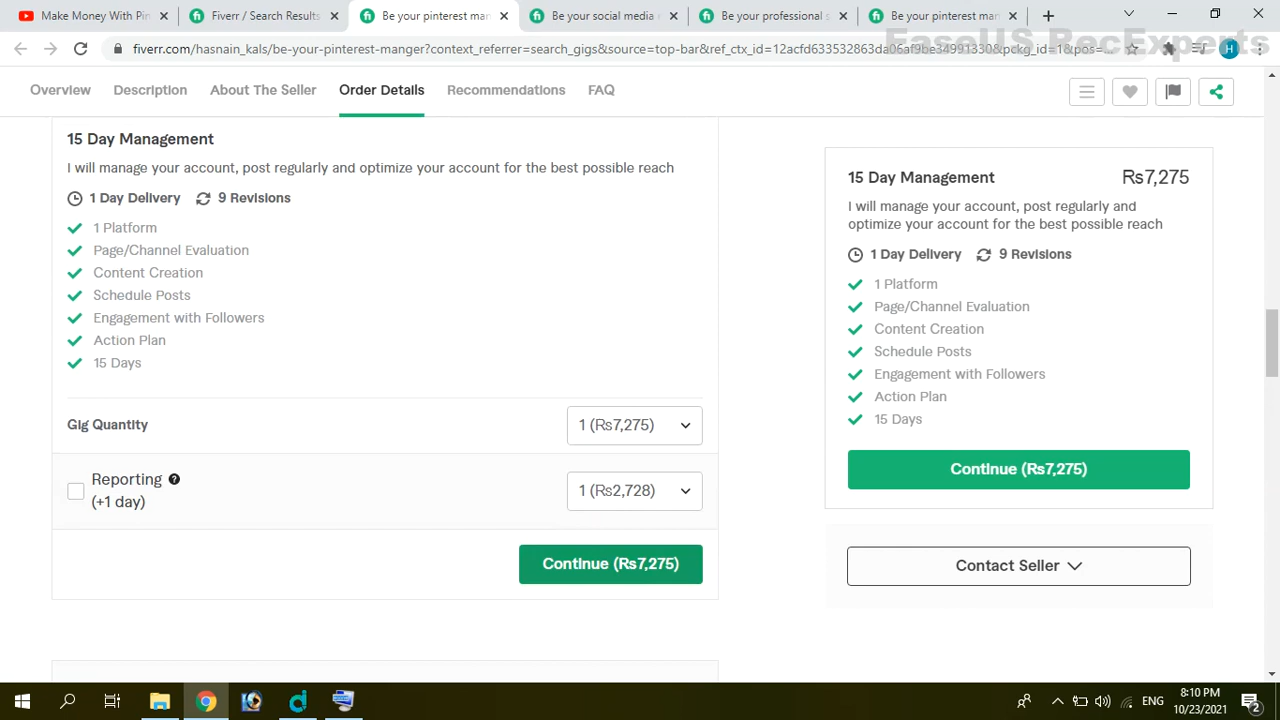 Make Money With Pin
Fiverr / Search Results
Be your pinterest man
Be your social media
Be your professional s
Be your pinterest man
fiverr.com/hasnain_kals/be-your-pinterest-manger?context_referrer=search_gigs&source=top-bar&ref_ctx_id=12acfd633532863da06af9be34991330&pckg_id=1&pos=...
H
EaseUS RecExperts
Overview
Description
About The Seller
Order Details
Recommendations
FAQ
15 Day Management
I will manage your account, post regularly and optimize your account for the best possible reach
1 Day Delivery 9 Revisions
1 Platform
Page/Channel Evaluation
Content Creation
Schedule Posts
Engagement with Followers
Action Plan
15 Days
Gig Quantity
1 (Rs7,275)
Reporting
(+1 day)
1 (Rs2,728)
Continue (Rs7,275)
15 Day Management Rs7,275
I will manage your account, post regularly and
optimize your account for the best possible reach
1 Day Delivery 9 Revisions
1 Platform
Page/Channel Evaluation
Content Creation
Schedule Posts
Engagement with Followers
Action Plan
15 Days
Continue (Rs7,275)
Contact Seller
ENG
8:10 PM
10/23/2021
2